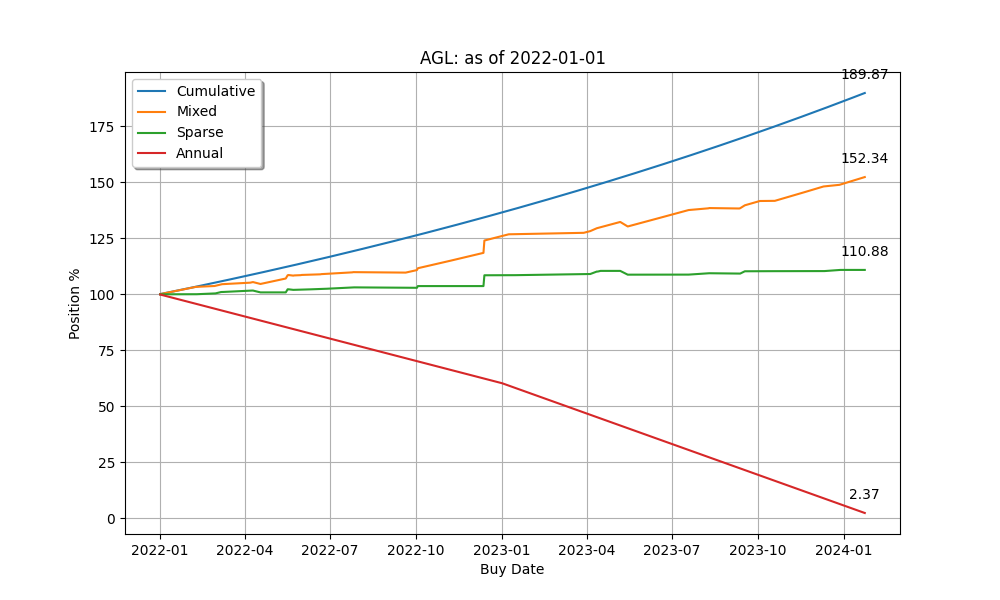 AGL: as of 2022-01-01
189.87
Cumulative
Mixed
Sparse
Annual
175
152.34
150
125
110.88
100
75
50
25
2.37
0
Position %
2022-01 2022-04 2022-07 2022-10 2023-01 2023-04 2023-07 2023-10 2024-01
Buy Date